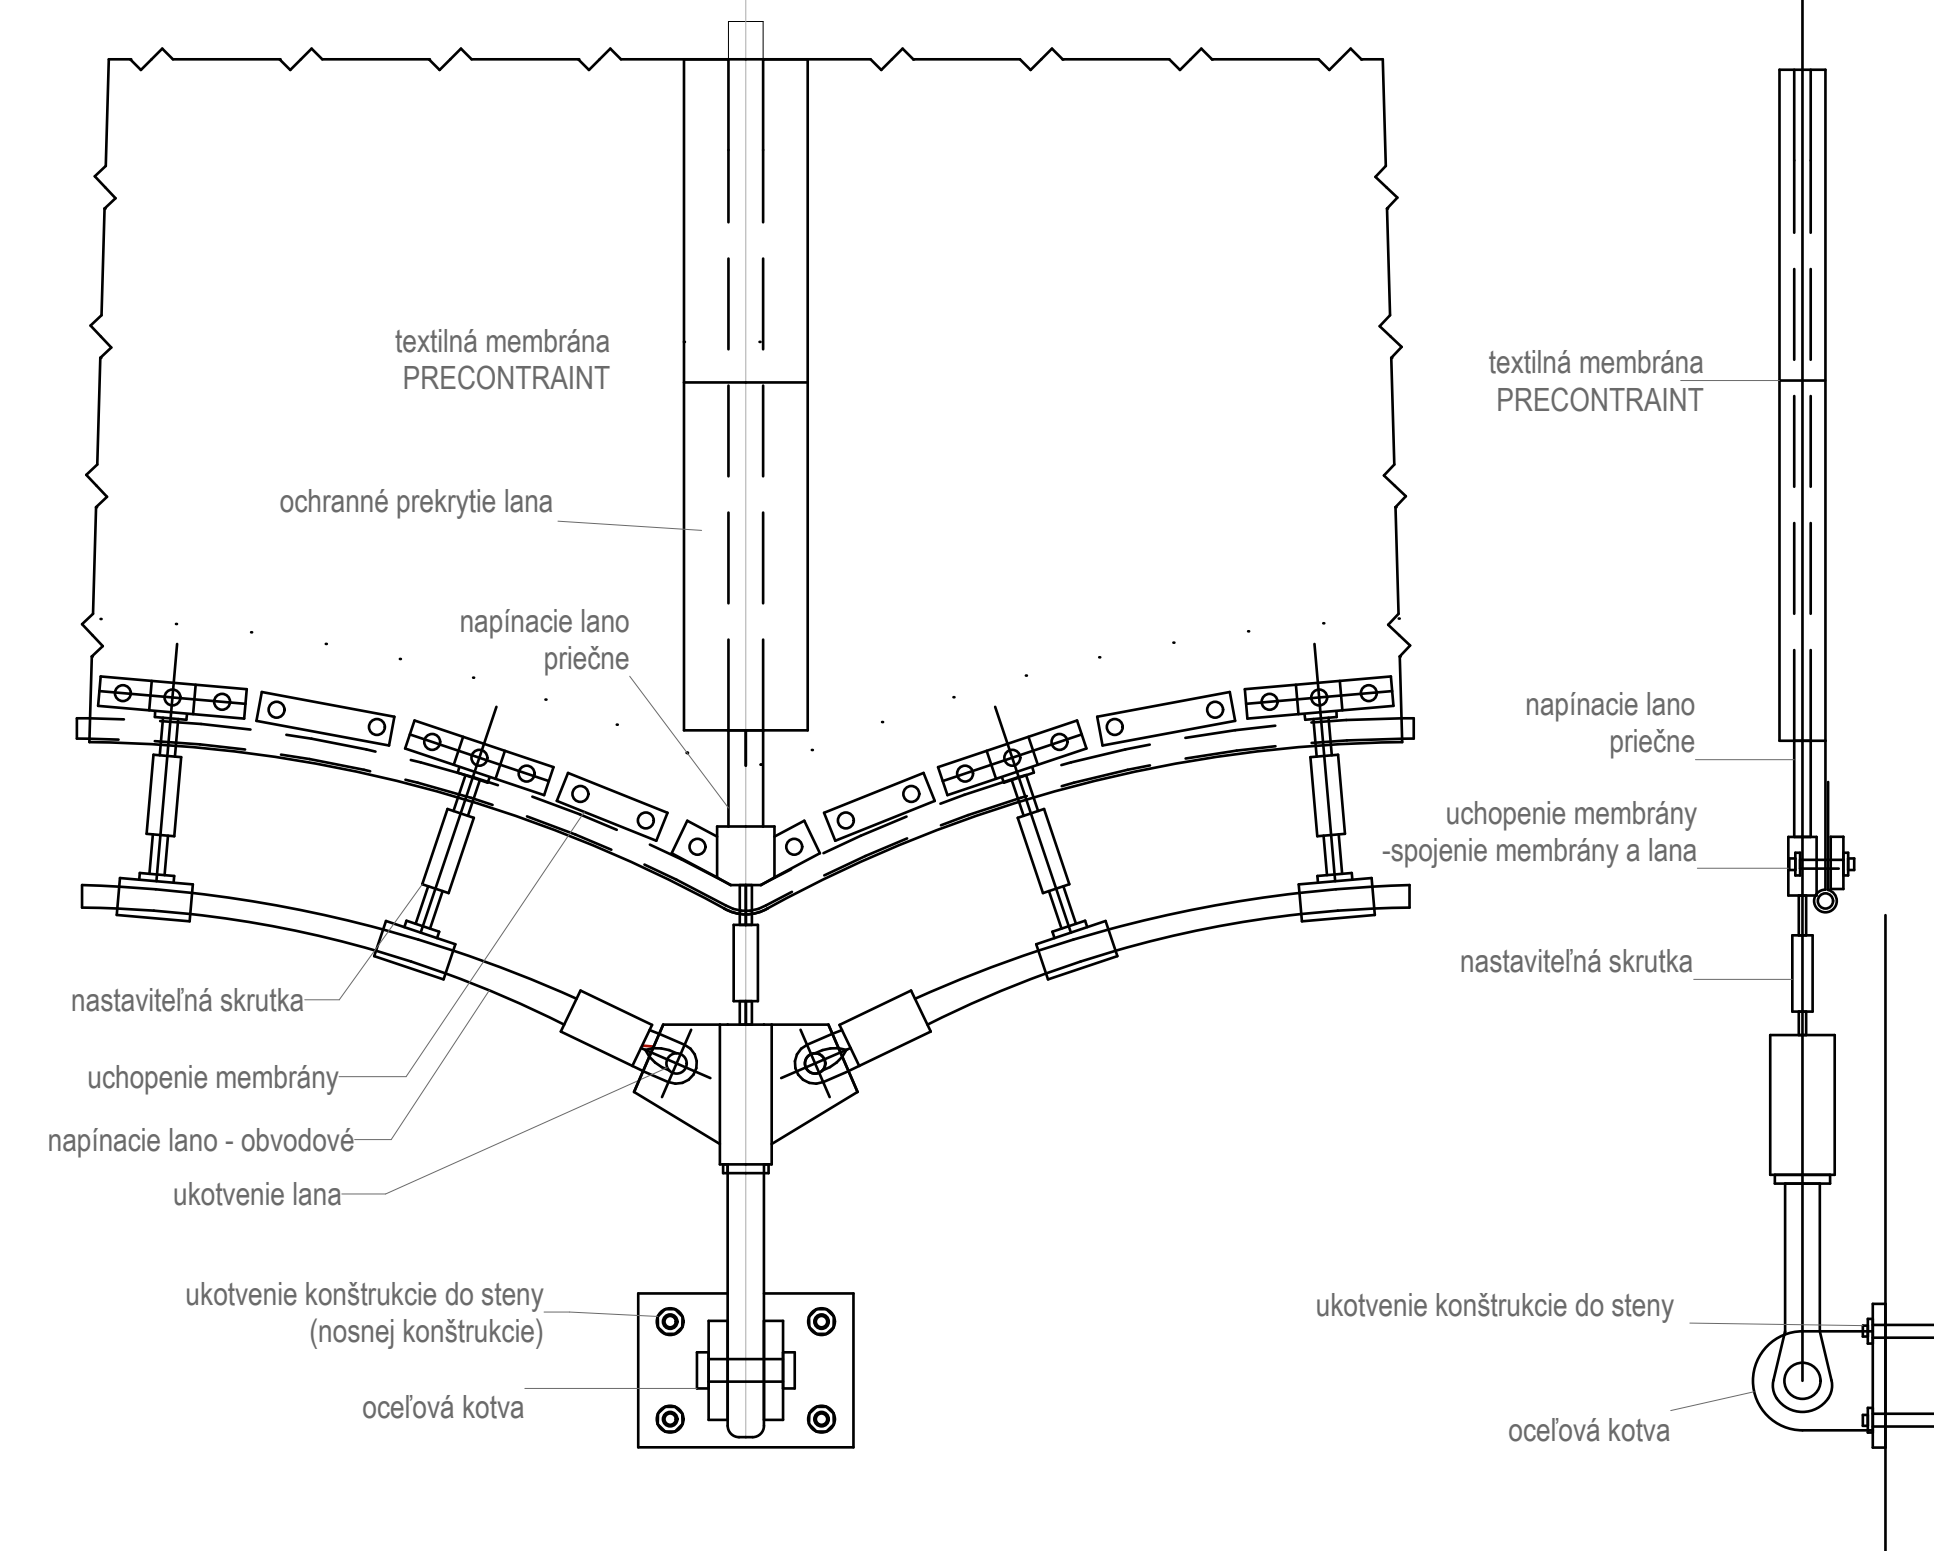 textilná membrána
PRECONTRAINT
ochranné prekrytie lana
napínacie lano
priečne
nastaviteľná skrutka
uchopenie membrány
napínacie lano - obvodové
ukotvenie lana
ukotvenie konštrukcie do steny
(nosnej konštrukcie)
oceľová kotva
textilná membrána
PRECONTRAINT
napínacie lano
priečne
uchopenie membrány
-spojenie membrány a lana
nastaviteľná skrutka
ukotvenie konštrukcie do steny
oceľová kotva